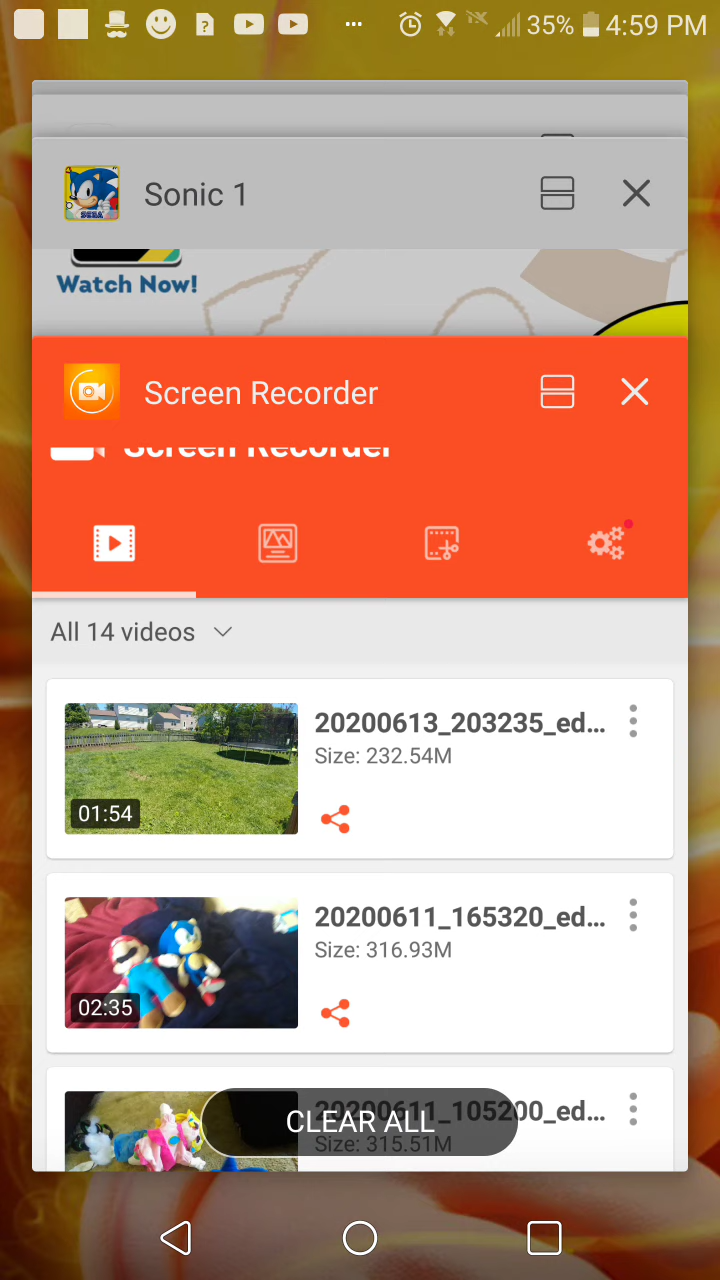 35% 4:59 PM
Sonic 1
SEGA
Watch Now!
Screen Recorder
Screen Recorder
All 14 videos
20200613_203235_ed...
Size: 232.54M
01:54
20200611_165320_ed...
Size: 316.93M
02:35
20200611_105200_ed...
CLEAR ALL
Size: 315.51M